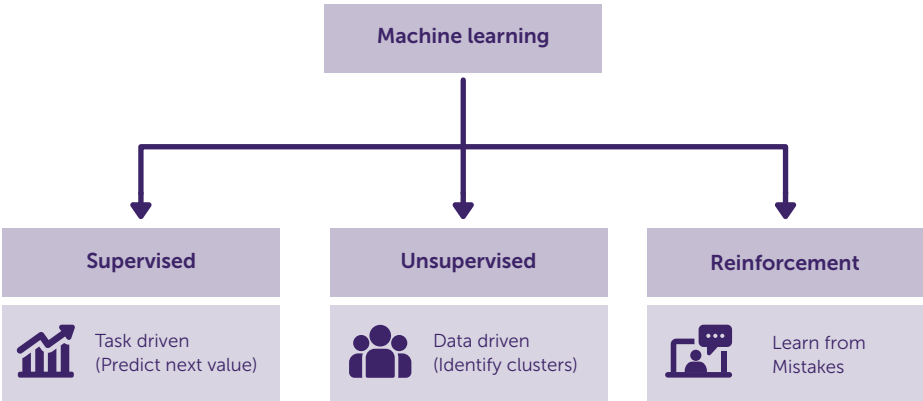 Machine learning
Supervised
Unsupervised
Reinforcement
Task driven
(Predict next value)
Data driven
(Identify clusters)
Learn from
Mistakes